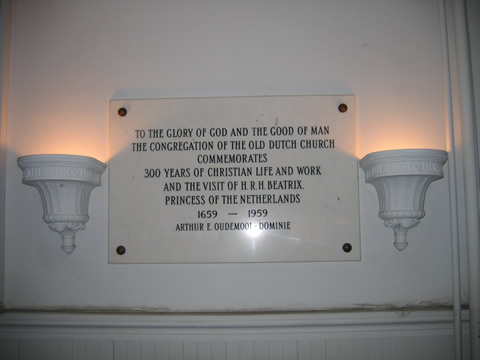 TO THE GLORY OF GOD AND THE GOOD OF MAN
THE CONGREGATION OF THE OLD DUTCH CHURCH
COMMEMORATES
300 YEARS OF CHRISTIAN LIFE AND WORK
AND THE VISIT OF H.R.H. BEATRIX,
PRINCESS OF THE NETHERLANDS
1659 — 1959
ARTHUR E. OUDEMOOL - DOMINIE